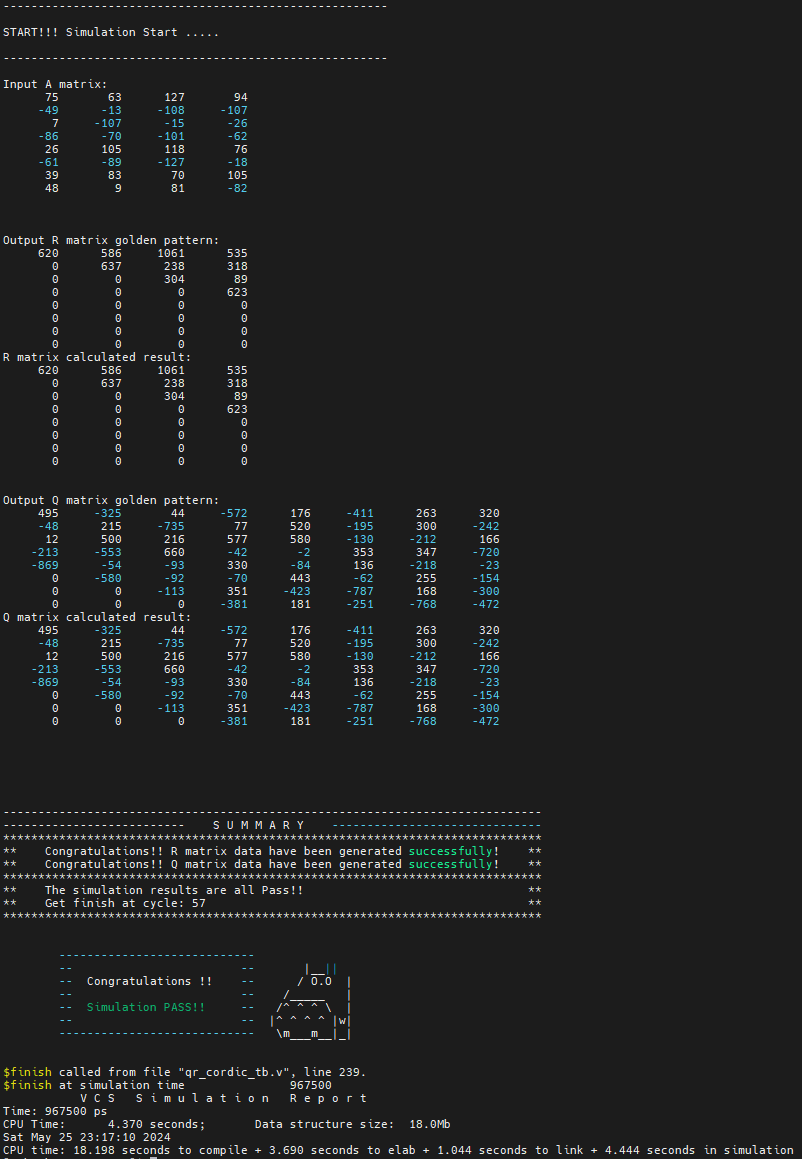 -------------------------------------------------------
START!!! Simulation Start .....
-------------------------------------------------------
Input A matrix:
75 63 127 94
-49 -13 -108 -107
7 -107 -15 -26
-86 -70 -101 -62
26 105 118 76
-61 -89 -127 -18
39 83 70 105
48 9 81 -82
Output R matrix golden pattern:
620 586 1061 535
0 637 238 318
0 0 304 89
0 0 0 623
0 0 0 0
0 0 0 0
0 0 0 0
0 0 0 0
R matrix calculated result:
620 586 1061 535
0 637 238 318
0 0 304 89
0 0 0 623
0 0 0 0
0 0 0 0
0 0 0 0
0 0 0 0
Output Q matrix golden pattern:
495 -325 44 -572 176 -411 263 320
-48 215 -735 77 520 -195 300 -242
12 500 216 577 580 -130 -212 166
-213 -553 660 -42 -2 353 347 -720
-869 -54 -93 330 -84 136 -218 -23
0 -580 -92 -70 443 -62 255 -154
0 0 -113 351 -423 -787 168 -300
0 0 0 -381 181 -251 -768 -472
Q matrix calculated result:
495 -325 44 -572 176 -411 263 320
-48 215 -735 77 520 -195 300 -242
12 500 216 577 580 -130 -212 166
-213 -553 660 -42 -2 353 347 -720
-869 -54 -93 330 -84 136 -218 -23
0 -580 -92 -70 443 -62 255 -154
0 0 -113 351 -423 -787 168 -300
0 0 0 -381 181 -251 -768 -472
-----------------------------------------------------------------------------
-------------------------- S U M M A R Y ------------------------------
*****************************************************************************
** Congratulations!! R matrix data have been generated successfully! **
** Congratulations!! Q matrix data have been generated successfully! **
*****************************************************************************
** The simulation results are all Pass!! **
** Get finish at cycle: 57 **
*****************************************************************************
----------------------------
-- -- |__||
-- Congratulations !! -- / O.O |
-- -- /_____ |
-- Simulation PASS!! -- /^ ^ ^ \ |
-- -- |^ ^ ^ ^ |w|
---------------------------- \m___m__|_|
$finish called from file "qr_cordic_tb.v", line 239.
$finish at simulation time 967500
V C S S i m u l a t i o n R e p o r t
Time: 967500 ps
CPU Time: 4.370 seconds; Data structure size: 18.0Mb
Sat May 25 23:17:10 2024
CPU time: 18.198 seconds to compile + 3.690 seconds to elab + 1.044 seconds to link + 4.444 seconds in simulation